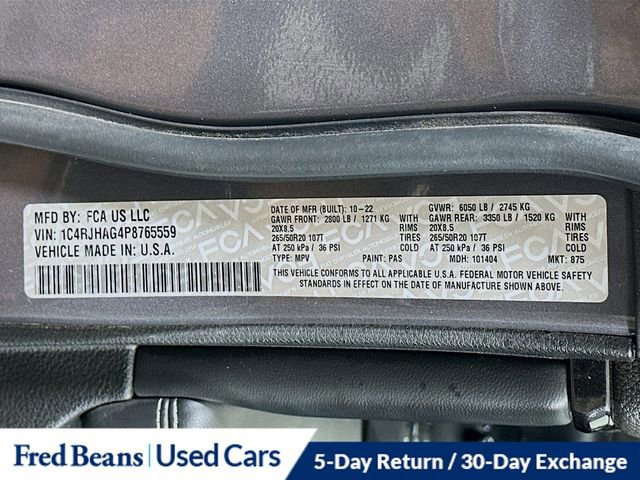 MFD BY: FCA US LLC
VIN: 1C4RJHAG4P8765559
VEHICLE MADE IN: U.S.A.
DATE OF MFR (BUILT): 10-22
GAWR FRONT: 2800 LB / 1271 KG
20X8.5
RIMS
265/50R20 107T
TIRES
AT 250 kPa / 36 PSI
COLD
TYPE: MPV
PAINT: PAS
GVWR: 6050 LB / 2745 KG
GAWR REAR: 3350 LB / 1520 KG
20X8.5
RIMS
265/50R20 107T
TIRES
AT 250 kPa / 36 PSI
COLD
MDH: 101404
MKT: 875
THIS VEHICLE CONFORMS TO ALL APPLICABLE U.S.A. FEDERAL MOTOR VEHICLE SAFETY
STANDARDS IN EFFECT ON THE DATE OF MANUFACTURE SHOWN ABOVE.
Fred Beans | Used Cars
5-Day Return / 30-Day Exchange